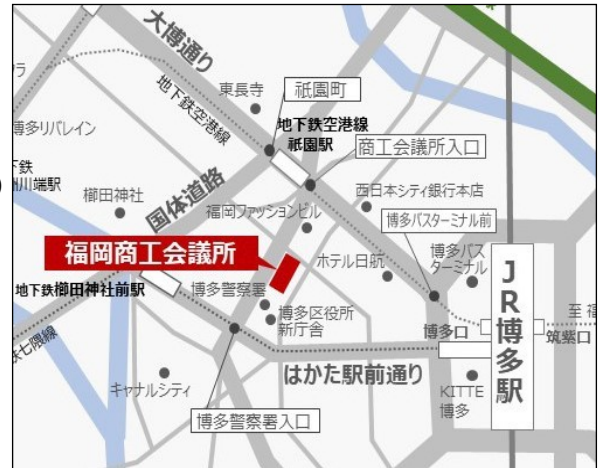 大博通り
ラ
東長寺
祇園町
地下鉄空港線
地下鉄空港線
祇園駅
博多リバレイン
商工会議所入口
下鉄
川端駅
櫛田神社
国体道路
西日本シティ銀行本店
福岡ファッションビル
博多バスターミナル前
福岡商工会議所
ホテル日航
博多バス
ターミナル
JR博多駅
地下鉄櫛田神社前駅
博多警察署
博多区役所
新庁舎
博多口
至 福
筑紫口
鉄七隈線
はかた駅前通り
キャナルシティ
KITTE
博多
博多警察署入口